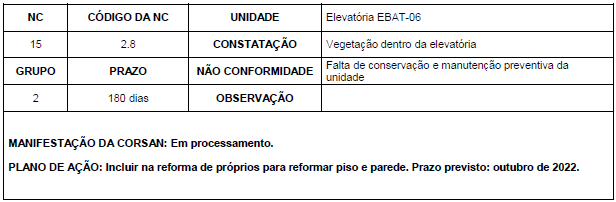 NC CÓDIGO DA NC UNIDADE Elevatória EBAT-06
15 2.8 CONSTATAÇÃO Vegetação dentro da elevatória
GRUPO PRAZO NÃO CONFORMIDADE Falta de conservação e manutenção preventiva da
unidade
2 180 dias OBSERVAÇÃO
MANIFESTAÇÃO DA CORSAN: Em processamento.
PLANO DE AÇÃO: Incluir na reforma de próprios para reformar piso e parede. Prazo previsto: outubro de 2022.